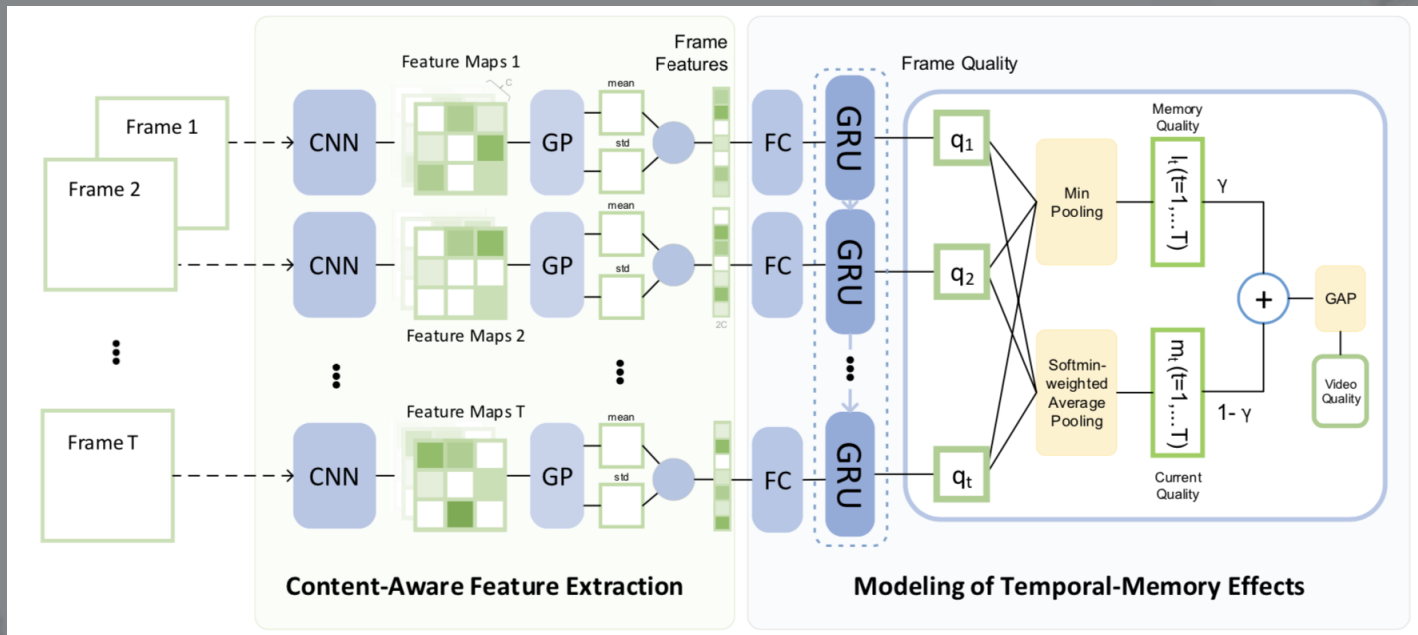 Frame 1
Frame 2
Frame T
Feature Maps 1
C
CNN
GP
mean
std
Frame
Features
CNN
GP
mean
std
2C
Feature Maps 2
Feature Maps T
CNN
GP
mean
std
Content-Aware Feature Extraction
FC
GRU
FC
GRU
FC
GRU
Frame Quality
q1
q2
qt
Min
Pooling
Softmin-
weighted
Average
Pooling
Memory
Quality
lt(t=1,...T)
γ
mt(t=1,...T)
1- γ
Current
Quality
+
GAP
Video
Quality
Modeling of Temporal-Memory Effects